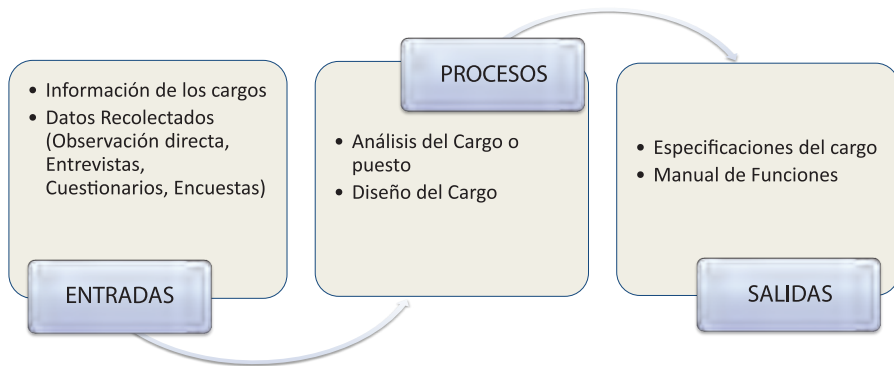 • Información de los cargos
• Datos Recolectados
(Observación directa,
Entrevistas,
Cuestionarios, Encuestas)
ENTRADAS
PROCESOS
• Análisis del Cargo o
puesto
• Diseño del Cargo
• Especificaciones del cargo
• Manual de Funciones
SALIDAS